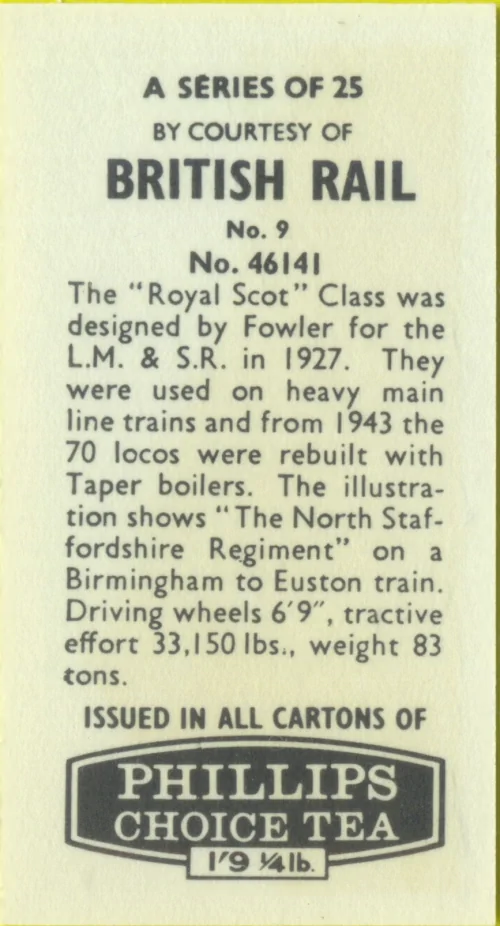 A SERIES OF 25
BY COURTESY OF
BRITISH RAIL
No. 9
No. 46141
The "Royal Scot" Class was
designed by Fowler for the
L.M. & S.R. in 1927. They
were used on heavy main
line trains and from 1943 the
70 locos were rebuilt with
Taper boilers. The illustra-
tion shows "The North Staf-
fordshire Regiment" on a
Birmingham to Euston train.
Driving wheels 6'9", tractive
effort 33,150 lbs., weight 83
tons.
ISSUED IN ALL CARTONS OF
PHILLIPS
CHOICE TEA
1'9 ¼lb.